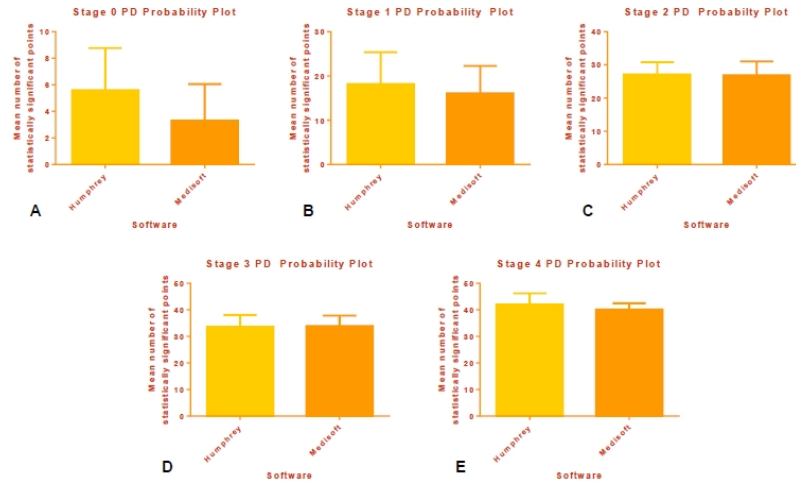 Stage 0 PD Probability Plot
Mean number of
statistically significant points
10
8
6
4
2
0
Humphrey
Medisoft
Software
A
Stage 1 PD Probability Plot
Mean number of
statistically significant points
30
20
10
0
Humphrey
Medisoft
Software
B
Stage 2 PD Probability Plot
Mean number of
statistically significant points
40
30
20
10
0
Humphrey
Medisoft
Software
C
Stage 3 PD Probability Plot
Mean number of
statistically significant points
60
50
40
30
20
10
0
Humphrey
Medisoft
Software
D
Stage 4 PD Probability Plot
Mean number of
statistically significant points
60
50
40
30
20
10
0
Humphrey
Medisoft
Software
E